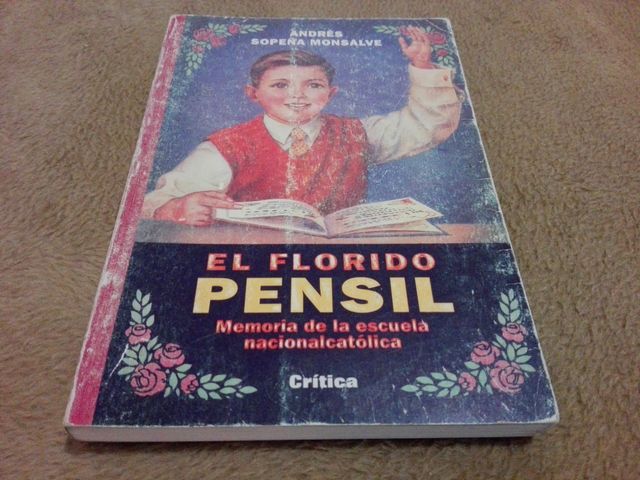 ANDRÉS
SOPEÑA MONSALVE
EL FLORIDO
PENSIL
Memoria de la escuela
nacionalcatólica
Crítica